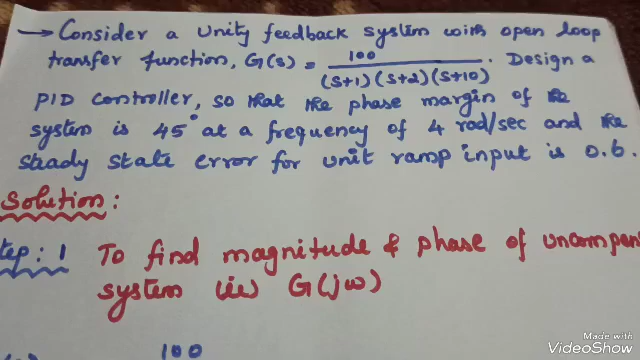 → Consider a Unity feedback system with open loop
transfer function, G(s) = 100 / (S+1) (S+2) (S+10) . Design a
PID controller, so that the phase margin of the
system is 45° at a frequency of 4 rad/sec and the
steady state error for unit ramp input is 0.6.
Solution:
tep: 1 To find magnitude & phase of uncompen
system (ie) G(jω)
100
Made with
VideoShow